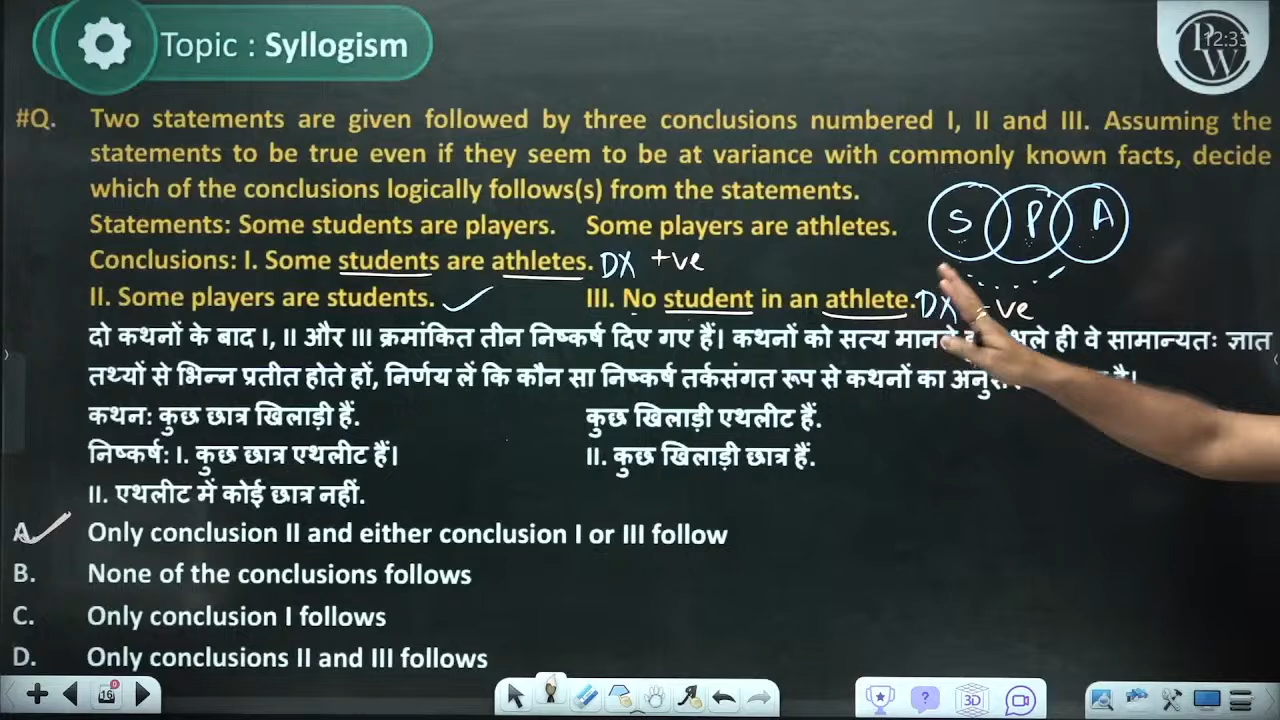 Topic : Syllogism
PW
12:33
#Q. Two statements are given followed by three conclusions numbered I, II and III. Assuming the
statements to be true even if they seem to be at variance with commonly known facts, decide
which of the conclusions logically follows(s) from the statements.
Statements: Some students are players. Some players are athletes.
S P A
Conclusions: I. Some students are athletes. DX +ve
II. Some players are students. III. No student in an athlete. DX -ve
दो कथनों के बाद I, II और III क्रमांकित तीन निष्कर्ष दिए गए हैं। कथनों को सत्य मानते भले ही वे सामान्यतः ज्ञात
तथ्यों से भिन्न प्रतीत होते हों, निर्णय लें कि कौन सा निष्कर्ष तर्कसंगत रूप से कथनों का है।
कथन: कुछ छात्र खिलाड़ी हैं. कुछ खिलाड़ी एथलीट हैं.
निष्कर्ष: I. कुछ छात्र एथलीट हैं। II. कुछ खिलाड़ी छात्र हैं.
II. एथलीट में कोई छात्र नहीं.
A. Only conclusion II and either conclusion I or III follow
B. None of the conclusions follows
C. Only conclusion I follows
D. Only conclusions II and III follows
16
0
3D